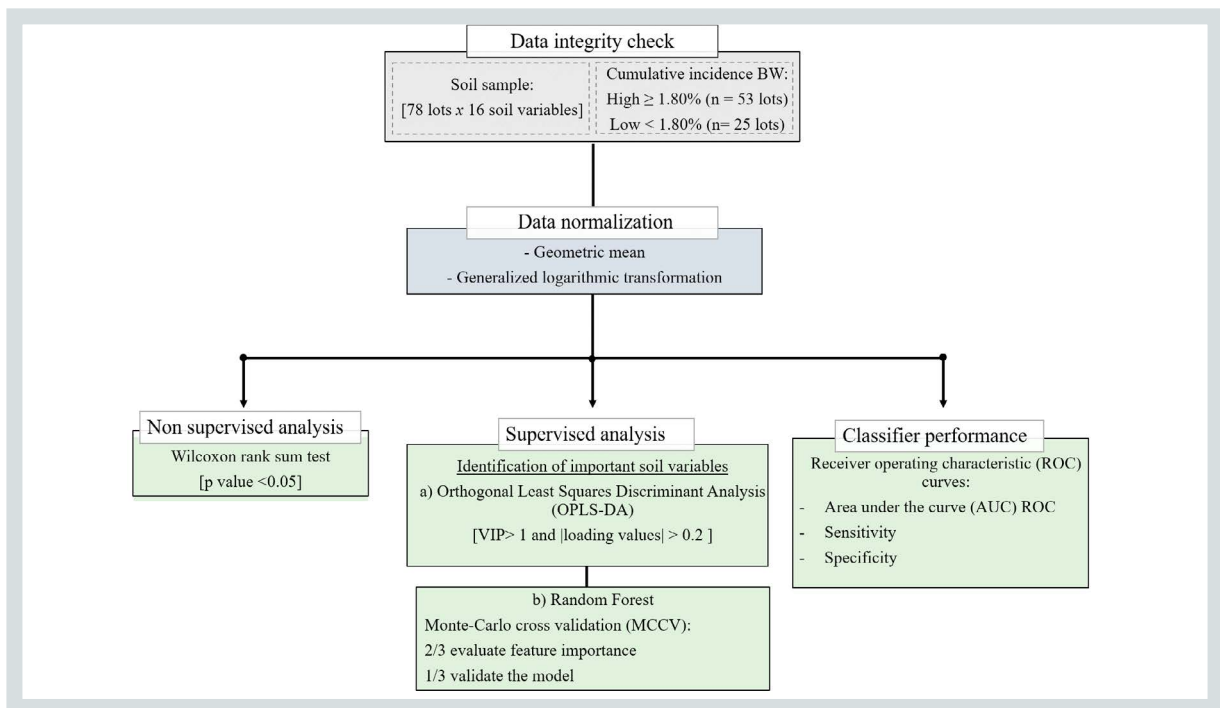 Data integrity check
Soil sample:
[78 lots x 16 soil variables]
Cumulative incidence BW:
High ≥ 1.80% (n = 53 lots)
Low < 1.80% (n= 25 lots)
Data normalization
- Geometric mean
- Generalized logarithmic transformation
Non supervised analysis
Wilcoxon rank sum test
[p value <0.05]
Supervised analysis
Identification of important soil variables
a) Orthogonal Least Squares Discriminant Analysis
(OPLS-DA)
[VIP> 1 and |loading values| > 0.2 ]
b) Random Forest
Monte-Carlo cross validation (MCCV):
2/3 evaluate feature importance
1/3 validate the model
Classifier performance
Receiver operating characteristic (ROC)
curves:
- Area under the curve (AUC) ROC
- Sensitivity
- Specificity